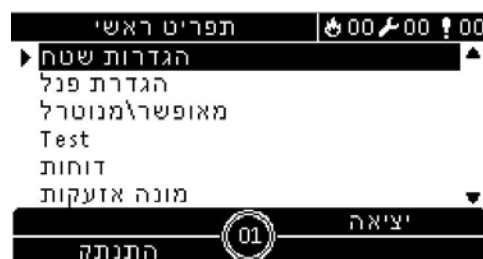 תפריט ראשי 00 00 00
הגדרות שטח
הגדרת פנל
מאופשר\מנוטרל
Test
דוחות
מונה אזעקות
יציאה
01
התנתק